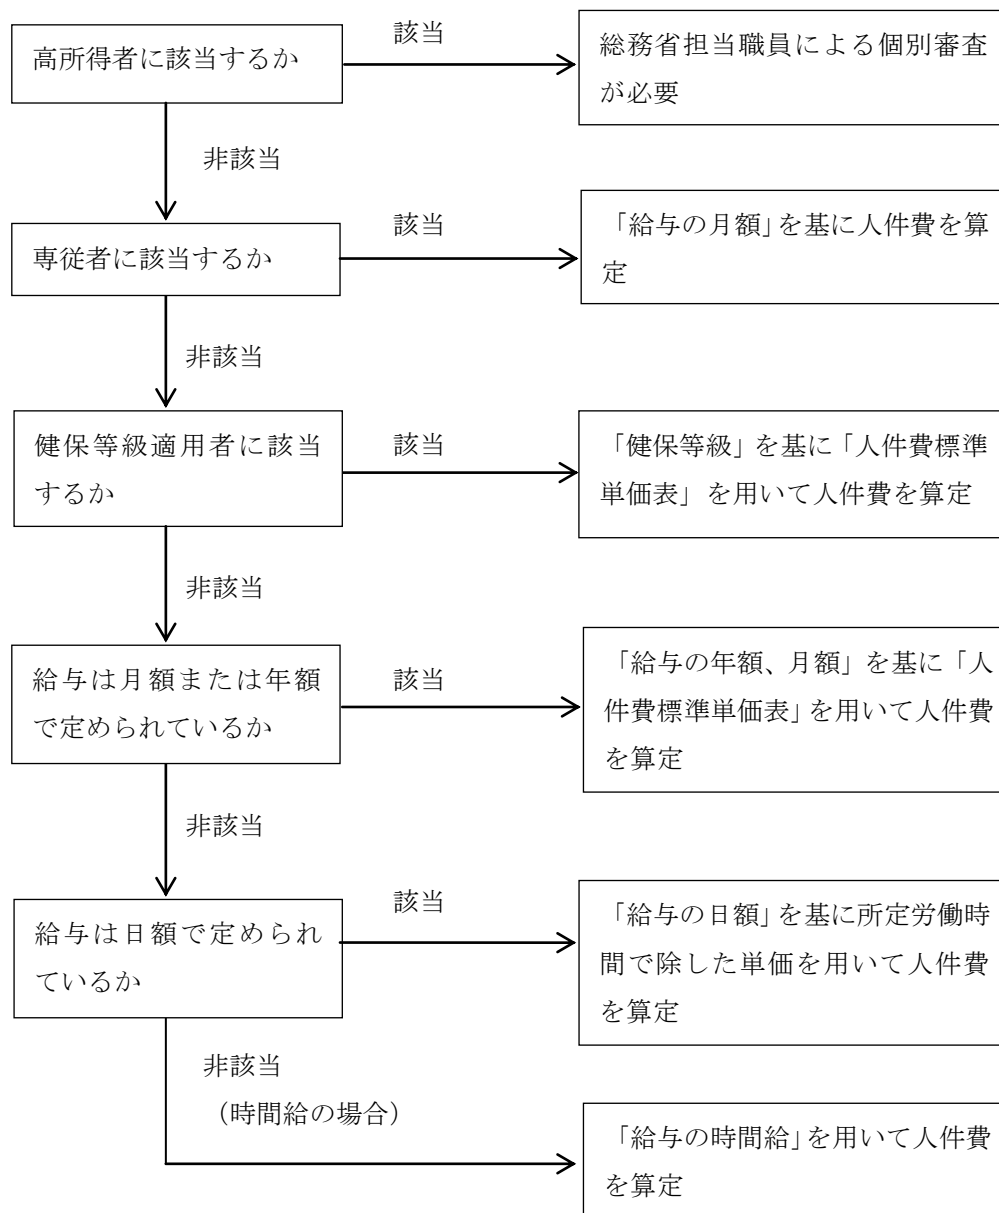 高所得者に該当するか
該当
総務省担当職員による個別審査
が必要
非該当
専従者に該当するか
該当
「給与の月額」を基に人件費を算
定
非該当
健保等級適用者に該当
するか
該当
「健保等級」を基に「人件費標準
単価表」を用いて人件費を算定
非該当
給与は月額または年額
で定められているか
該当
「給与の年額、月額」を基に「人
件費標準単価表」を用いて人件費
を算定
非該当
給与は日額で定められ
ているか
該当
「給与の日額」を基に所定労働時
間で除した単価を用いて人件費
を算定
非該当
（時間給の場合）
「給与の時間給」を用いて人件費
を算定